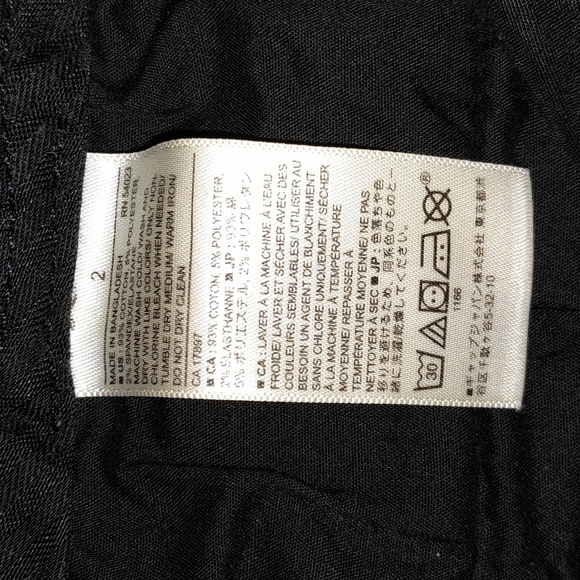 2
MADE IN BANGLADESH RN 54023
■ US: 93% COTTON, 5% POLYESTER,
2% SPANDEX/ELASTANE/
MACHINE WASH COLD/ WASH AND
DRY WITH LIKE COLORS/ ONLY NON-
CHLORINE BLEACH WHEN NEEDED/
TUMBLE DRY MEDIUM/ WARM IRON/
DO NOT DRY CLEAN
CA 17897
■ CA : 93% COTON, 5% POLYESTER,
2% ELASTHANNE ■ JP : 93% 綿,
5% ポリエステル, 2% ポリウレタン
■ CA : LAVER À LA MACHINE À L'EAU
FROIDE/ LAVER ET SÉCHER AVEC DES
COULEURS SEMBLABLES/ UTILISER AU
BESOIN UN AGENT DE BLANCHIMENT
SANS CHLORE UNIQUEMENT/ SÉCHER
À LA MACHINE À TEMPÉRATURE
MOYENNE/ REPASSER À
TEMPÉRATURE MOYENNE/ NE PAS
NETTOYER À SEC ■ JP : 色落ちや色
移りを避けるため、同系色のものと一
緒に洗濯乾燥してください。
30
®
1166
■ ギャップジャパン株式会社 東京都渋
谷区千駄ヶ谷5-32-10